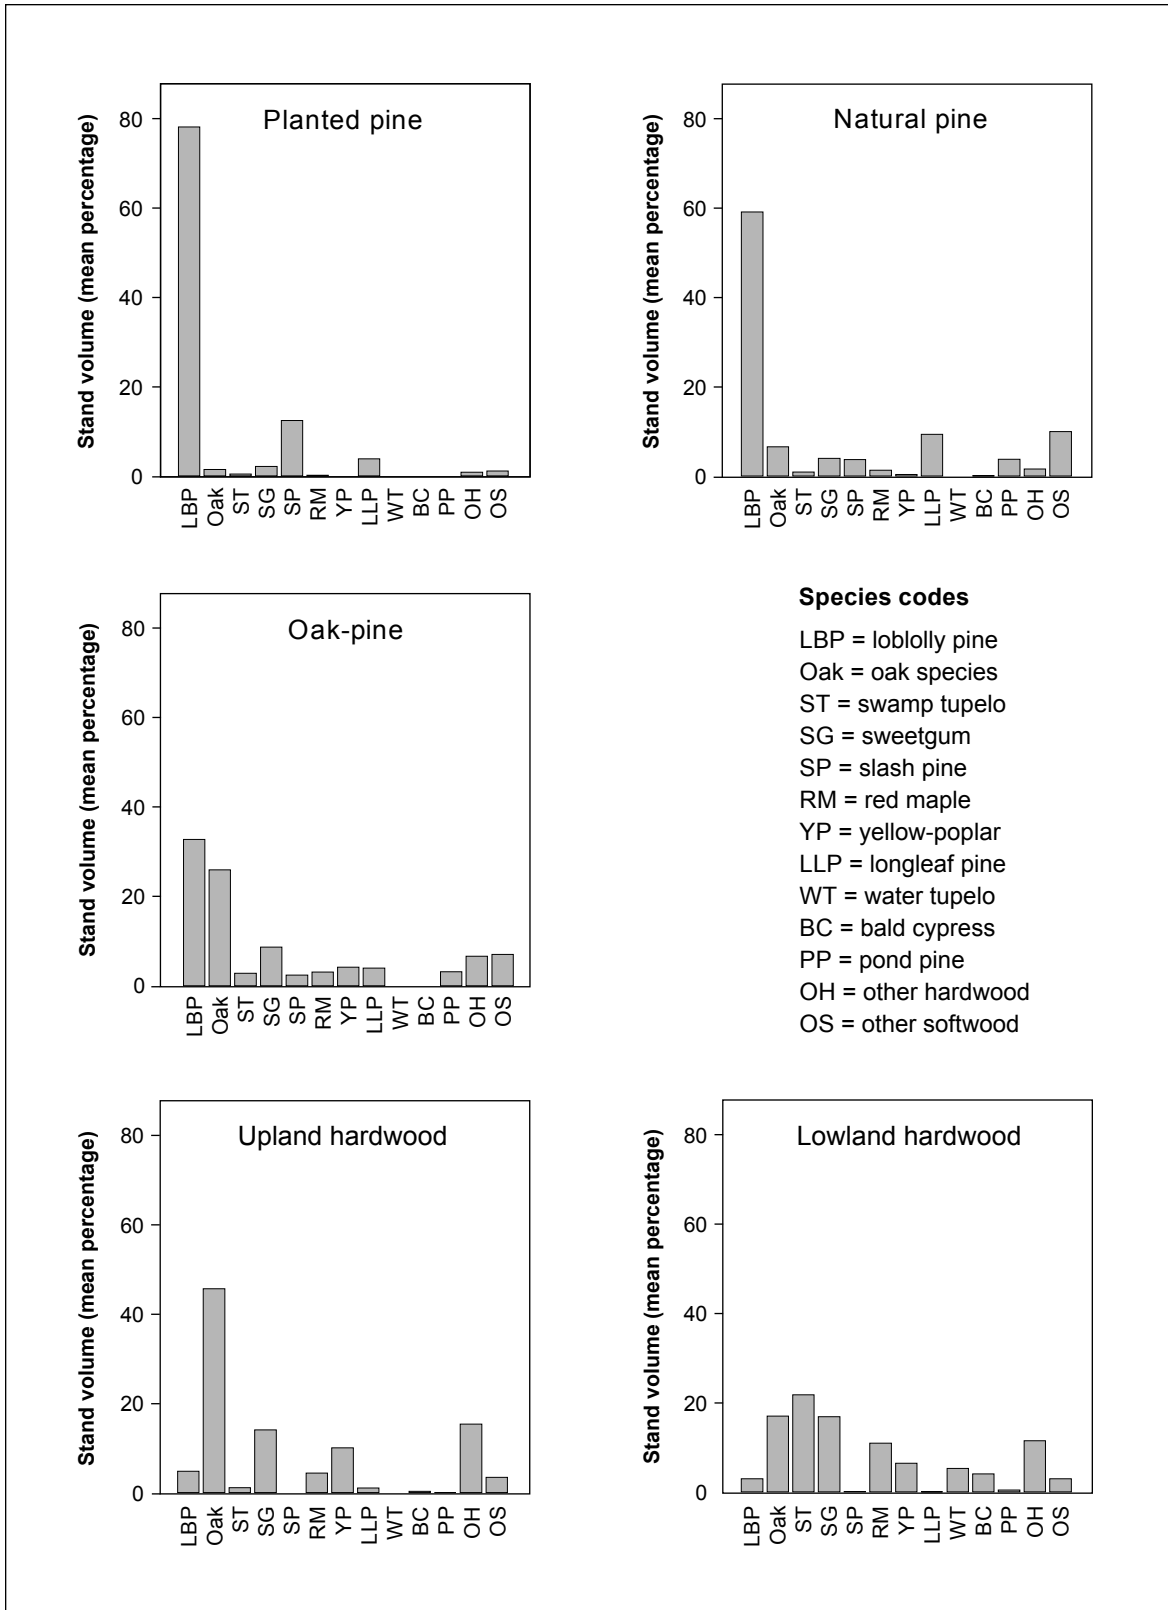 Planted pine
Stand volume (mean percentage)
80
60
40
20
0
LBP
Oak
ST
SG
SP
RM
YP
LLP
WT
BC
PP
OH
OS
Natural pine
Stand volume (mean percentage)
80
60
40
20
0
LBP
Oak
ST
SG
SP
RM
YP
LLP
WT
BC
PP
OH
OS
Oak-pine
Stand volume (mean percentage)
80
60
40
20
0
LBP
Oak
ST
SG
SP
RM
YP
LLP
WT
BC
PP
OH
OS
Species codes
LBP = loblolly pine
Oak = oak species
ST = swamp tupelo
SG = sweetgum
SP = slash pine
RM = red maple
YP = yellow-poplar
LLP = longleaf pine
WT = water tupelo
BC = bald cypress
PP = pond pine
OH = other hardwood
OS = other softwood
Upland hardwood
Stand volume (mean percentage)
80
60
40
20
0
LBP
Oak
ST
SG
SP
RM
YP
LLP
WT
BC
PP
OH
OS
Lowland hardwood
Stand volume (mean percentage)
80
60
40
20
0
LBP
Oak
ST
SG
SP
RM
YP
LLP
WT
BC
PP
OH
OS